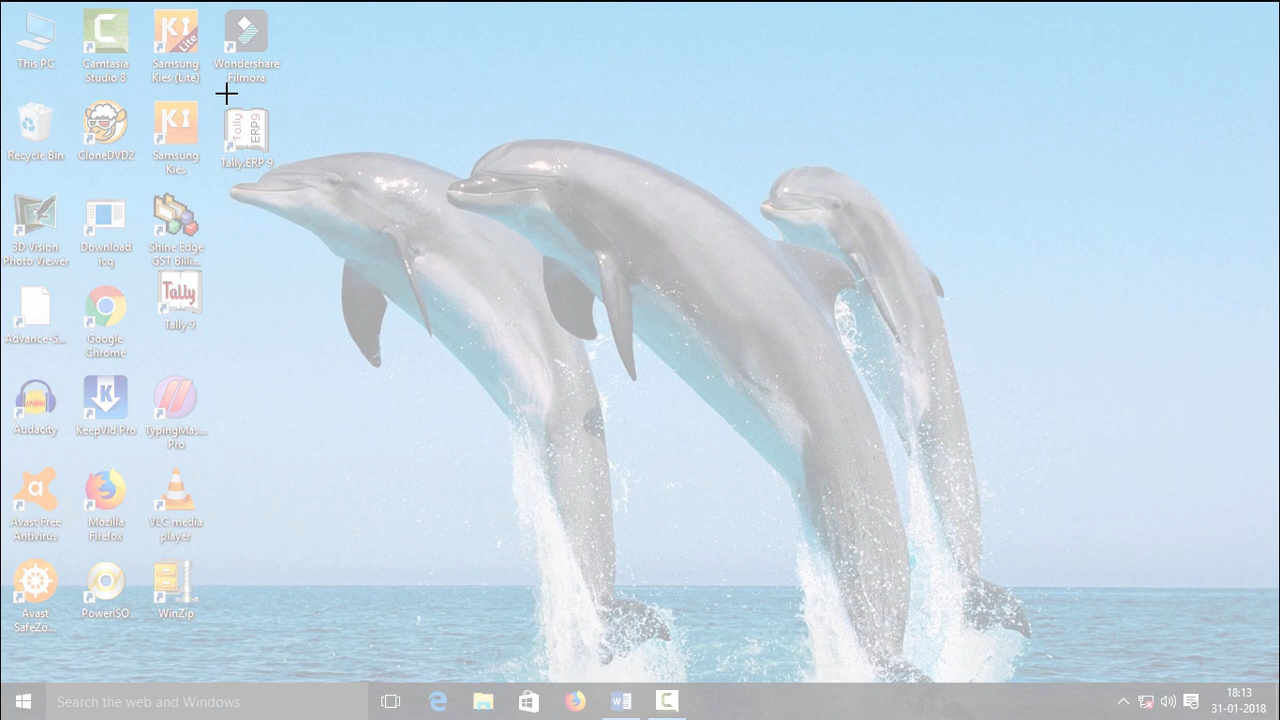 This PC
Camtasia
Studio 8
Samsung
Kies (Lite)
Wondershare
Filmora
Recycle Bin
CloneDVD2
Samsung
Kies
Tally.ERP 9
3D Vision
Photo Viewer
Download
icq
Shine Edge
GST Billi...
Advance-S...
Google
Chrome
Tally
Tally 9
Audacity
KeepVid Pro
TypingMas...
Pro
Avast Free
Antivirus
Mozilla
Firefox
VLC media
player
Avast
SafeZo...
PowerISO
WinZip
Search the web and Windows
18:13
31-01-2018